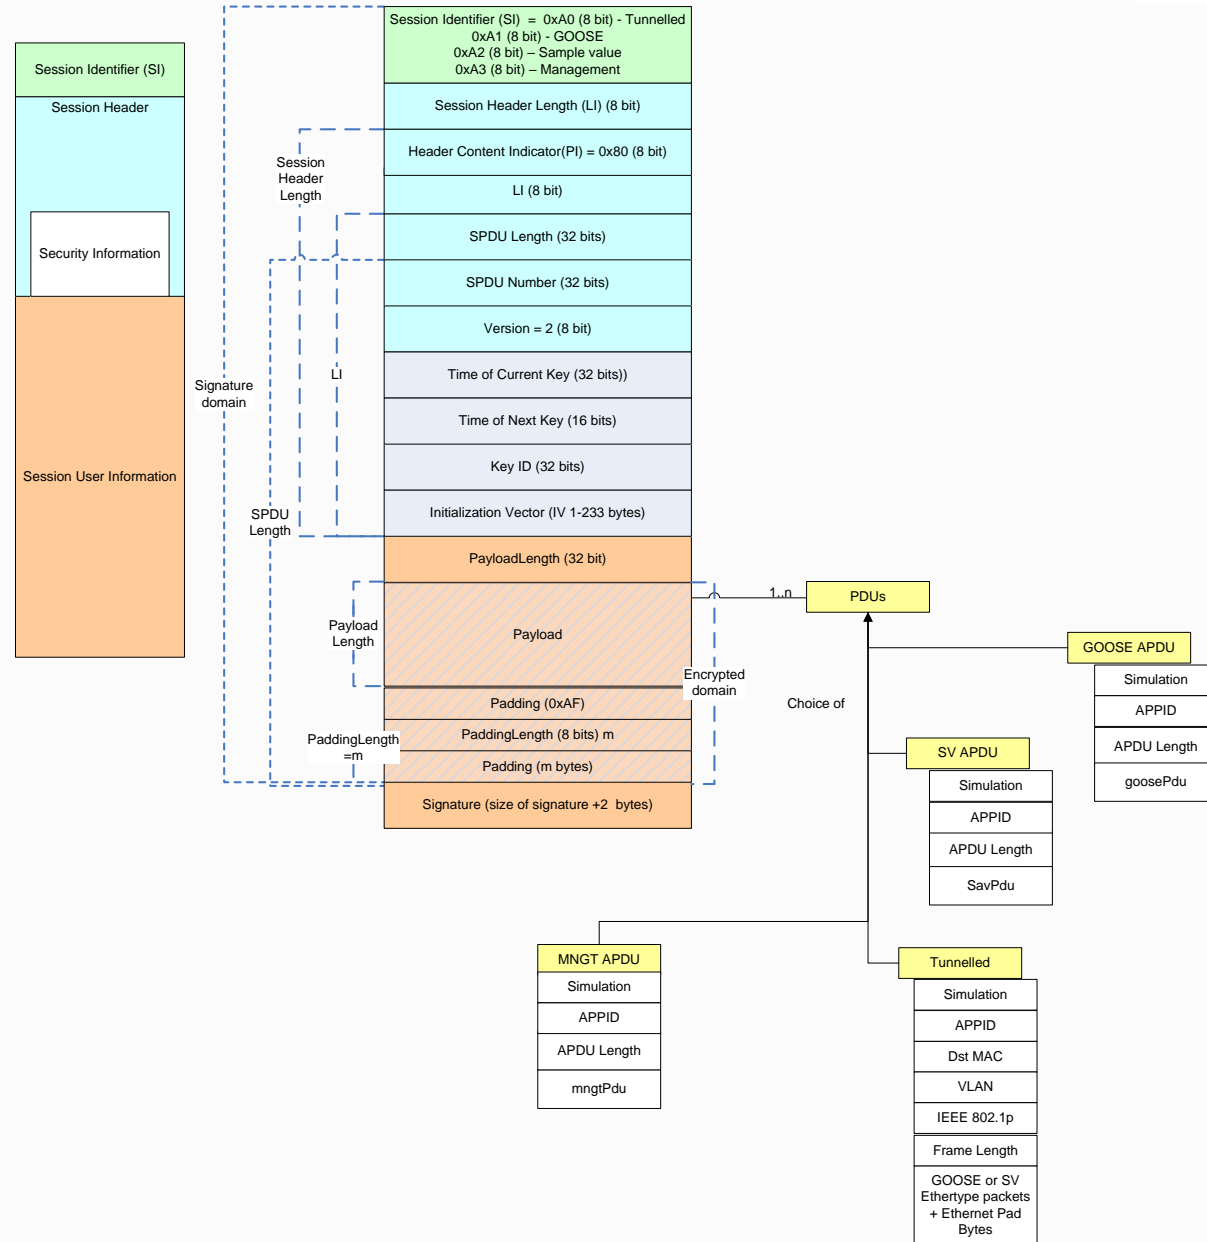 Session Identifier (SI)
Session Header
Security Information
Session User Information
Session Identifier (SI)  =  0xA0 (8 bit) - Tunnelled
0xA1 (8 bit) - GOOSE
0xA2 (8 bit) – Sample value
0xA3 (8 bit) – Management
Session Header Length (LI) (8 bit)
Header Content Indicator(PI) = 0x80 (8 bit)
LI (8 bit)
SPDU Length (32 bits)
SPDU Number (32 bits)
Version = 2 (8 bit)
Time of Current Key (32 bits))
Time of Next Key (16 bits)
Key ID (32 bits)
Initialization Vector (IV 1-233 bytes)
PayloadLength (32 bit)
Payload
Padding (0xAF)
PaddingLength (8 bits) m
Padding (m bytes)
Signature (size of signature +2  bytes)
Session
Header
Length
LI
Signature
domain
SPDU
Length
Payload
Length
PaddingLength
=m
Encrypted
domain
1..n
PDUs
Choice of
GOOSE APDU
Simulation
APPID
APDU Length
goosePdu
SV APDU
Simulation
APPID
APDU Length
SavPdu
MNGT APDU
Simulation
APPID
APDU Length
mngtPdu
Tunnelled
Simulation
APPID
Dst MAC
VLAN
IEEE 802.1p
Frame Length
GOOSE or SV
Ethertype packets
+ Ethernet Pad
Bytes